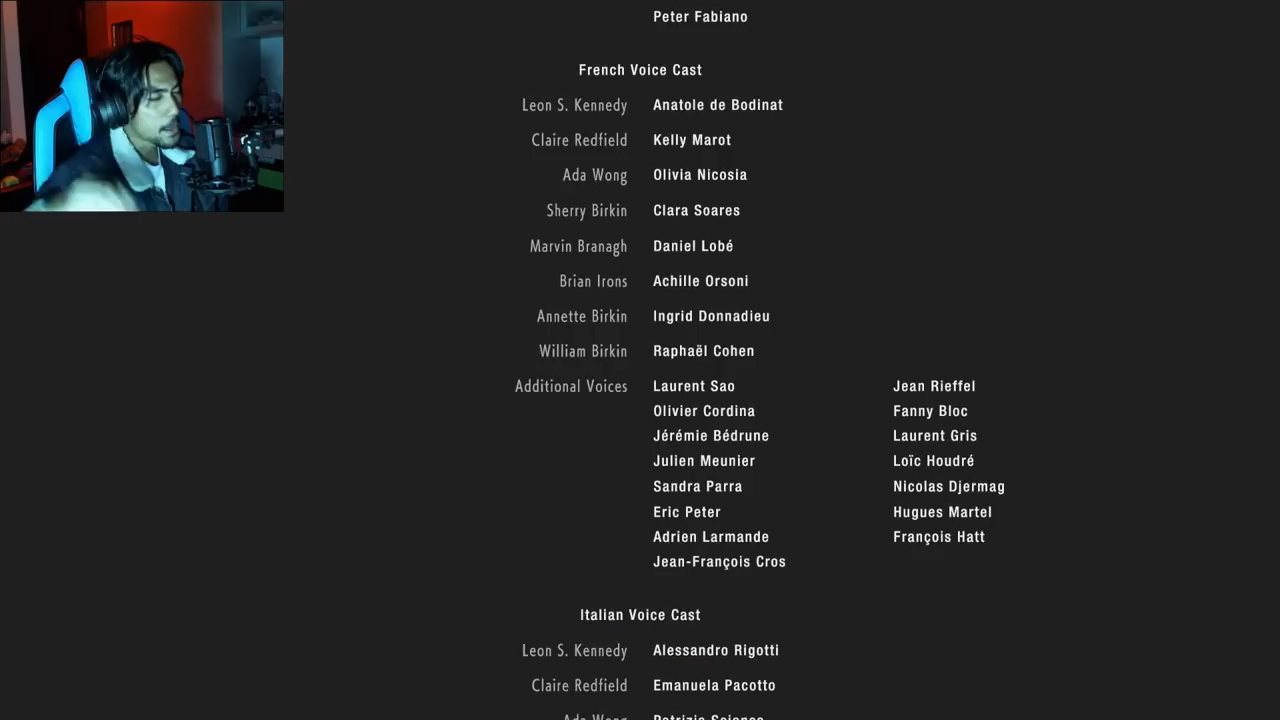 Peter Fabiano
French Voice Cast
Leon S. Kennedy Anatole de Bodinat
Claire Redfield Kelly Marot
Ada Wong Olivia Nicosia
Sherry Birkin Clara Soares
Marvin Branagh Daniel Lobé
Brian Irons Achille Orsoni
Annette Birkin Ingrid Donnadieu
William Birkin Raphaël Cohen
Additional Voices Laurent Sao Jean Rieffel
Olivier Cordina Fanny Bloc
Jérémie Bédrune Laurent Gris
Julien Meunier Loïc Houdré
Sandra Parra Nicolas Djermag
Eric Peter Hugues Martel
Adrien Larmande François Hatt
Jean-François Cros
Italian Voice Cast
Leon S. Kennedy Alessandro Rigotti
Claire Redfield Emanuela Pacotto
Ada Wong Patrizia